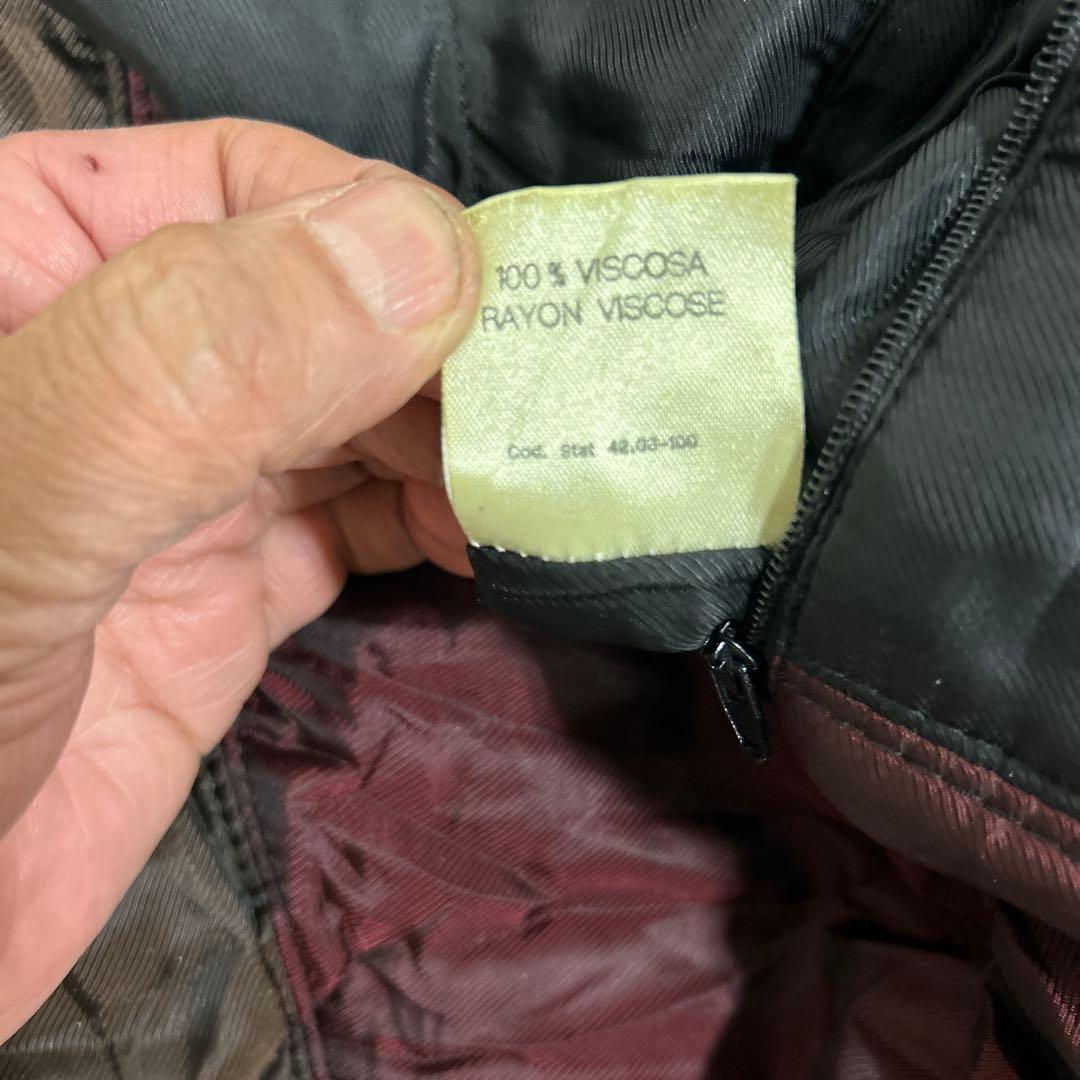 100 % VISCOSA
RAYON VISCOSE
Cod. Stat 42.03-100